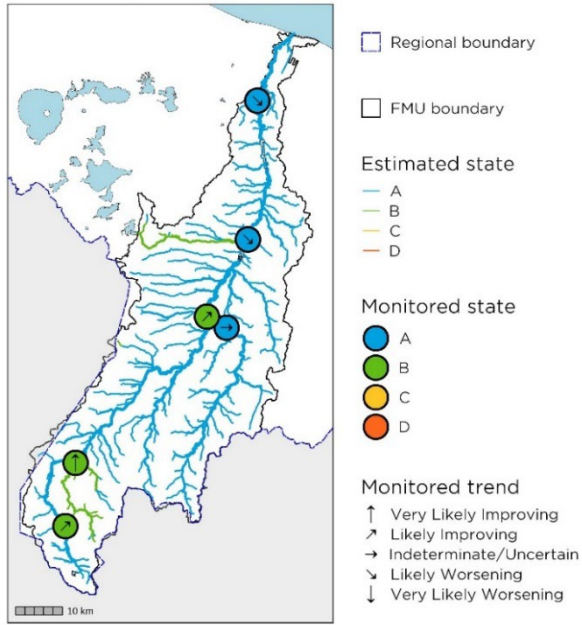 Regional boundary
FMU boundary
Estimated state
A
B
C
D
Monitored state
A
B
C
D
Monitored trend
Very Likely Improving
Likely Improving
Indeterminate/Uncertain
Likely Worsening
Very Likely Worsening
10 km